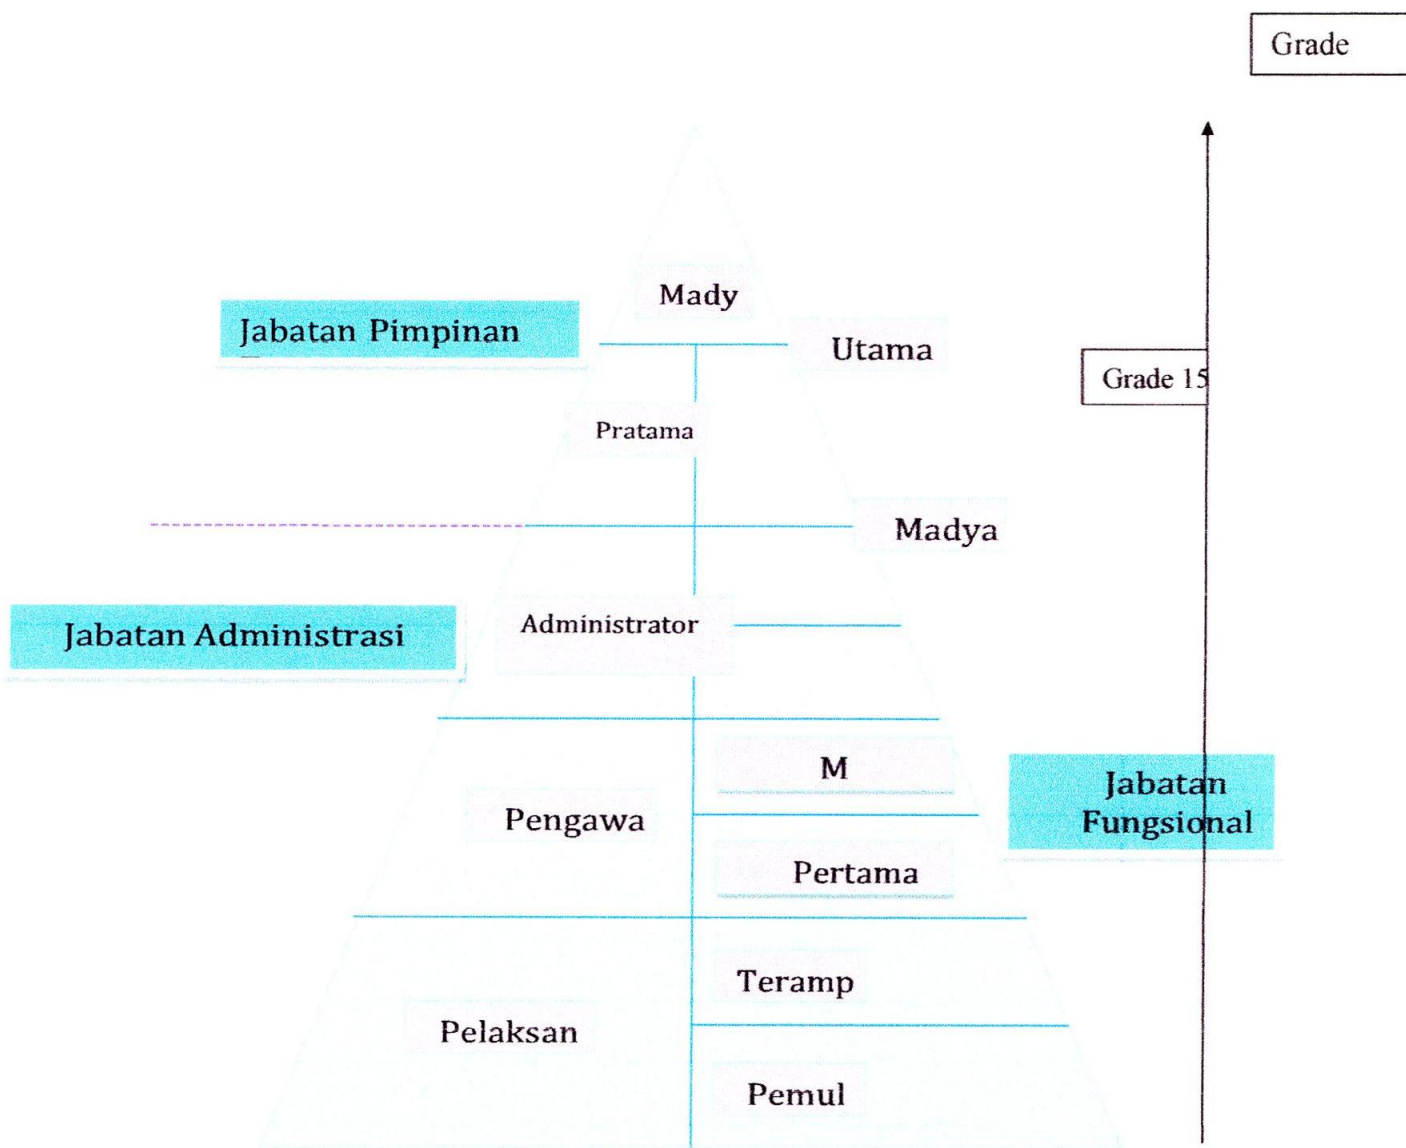 Grade
Mady
Jabatan Pimpinan
Utama
Grade 15
Pratama
Madya
Administrator
Jabatan Administrasi
M
Jabatan
Fungsional
Pengawa
Pertama
Teramp
Pelaksan
Pemul